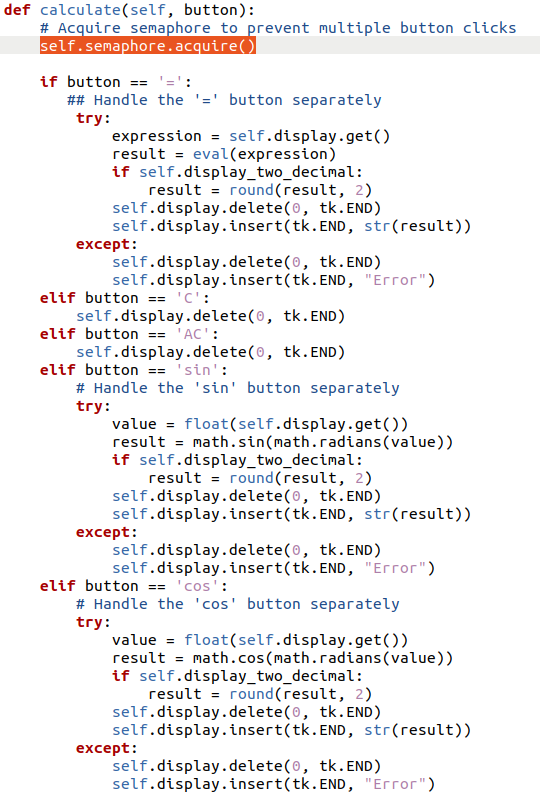 def calculate(self, button):
    # Acquire semaphore to prevent multiple button clicks
    self.semaphore.acquire()

    if button == '=':
       ## Handle the '=' button separately
        try:
            expression = self.display.get()
            result = eval(expression)
            if self.display_two_decimal:
                result = round(result, 2)
            self.display.delete(0, tk.END)
            self.display.insert(tk.END, str(result))
        except:
            self.display.delete(0, tk.END)
            self.display.insert(tk.END, "Error")
    elif button == 'C':
        self.display.delete(0, tk.END)
    elif button == 'AC':
        self.display.delete(0, tk.END)
    elif button == 'sin':
        # Handle the 'sin' button separately
        try:
            value = float(self.display.get())
            result = math.sin(math.radians(value))
            if self.display_two_decimal:
                result = round(result, 2)
            self.display.delete(0, tk.END)
            self.display.insert(tk.END, str(result))
        except:
            self.display.delete(0, tk.END)
            self.display.insert(tk.END, "Error")
    elif button == 'cos':
        # Handle the 'cos' button separately
        try:
            value = float(self.display.get())
            result = math.cos(math.radians(value))
            if self.display_two_decimal:
                result = round(result, 2)
            self.display.delete(0, tk.END)
            self.display.insert(tk.END, str(result))
        except:
            self.display.delete(0, tk.END)
            self.display.insert(tk.END, "Error")